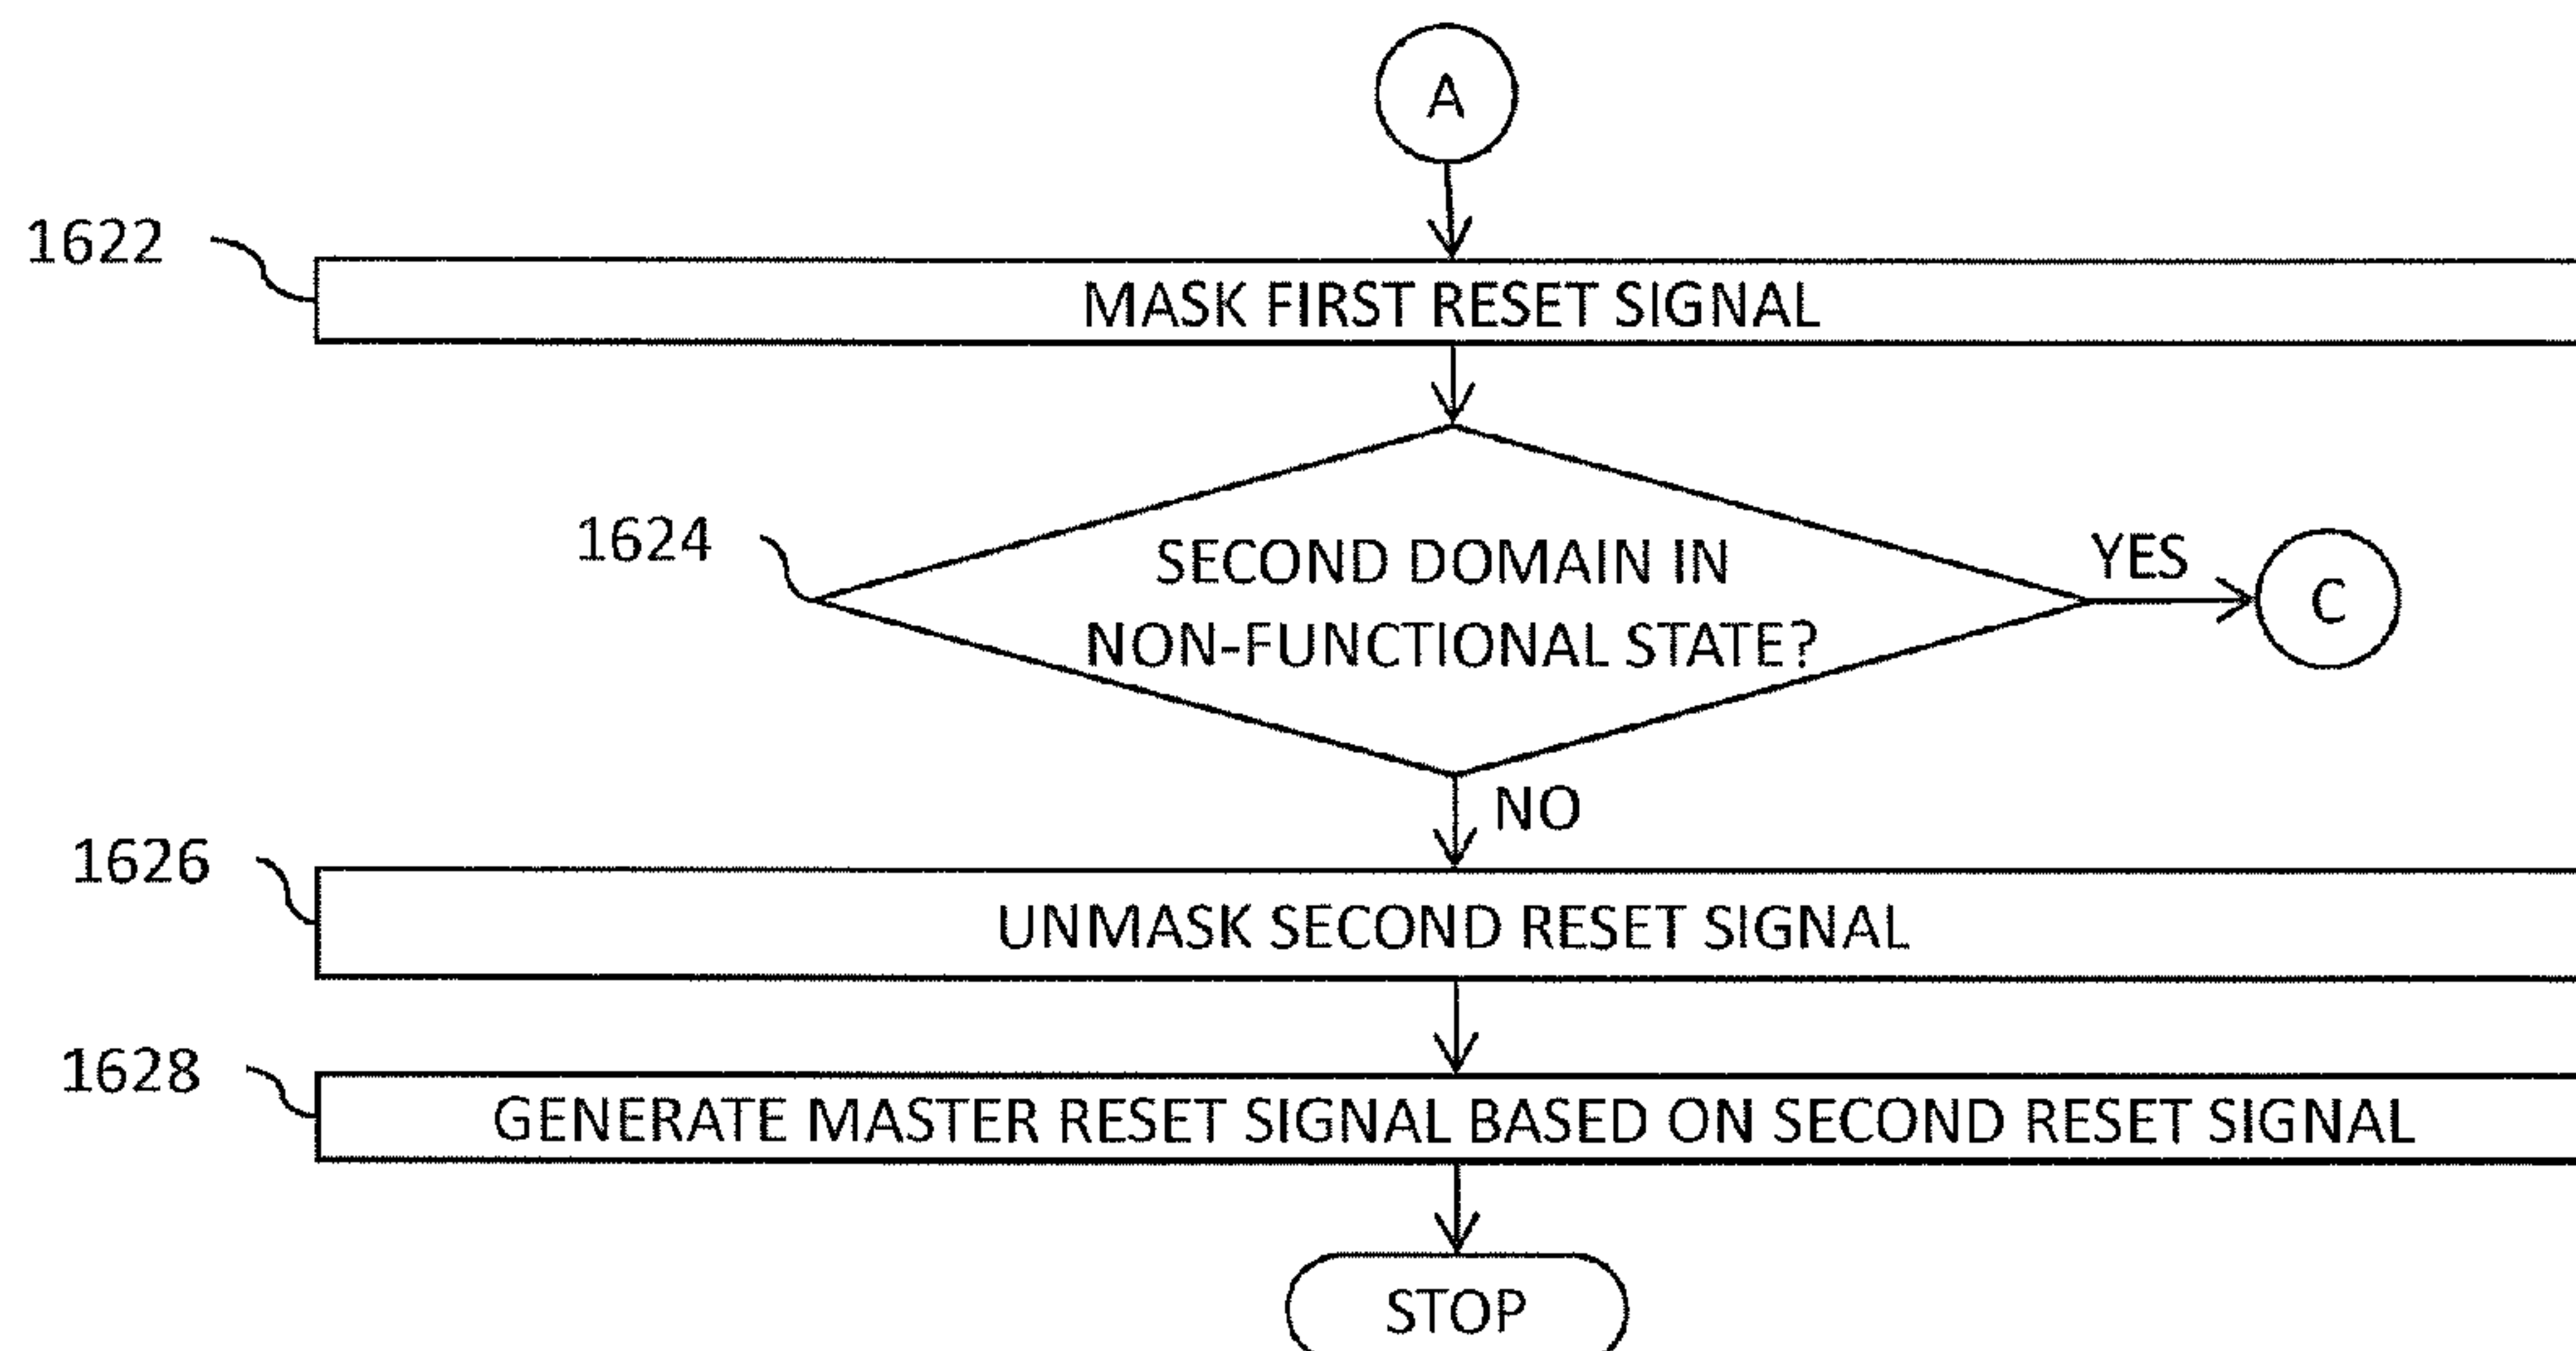 A
1622
MASK FIRST RESET SIGNAL
1624
SECOND DOMAIN IN
NON-FUNCTIONAL STATE?
YES
C
NO
1626
UNMASK SECOND RESET SIGNAL
1628
GENERATE MASTER RESET SIGNAL BASED ON SECOND RESET SIGNAL
STOP